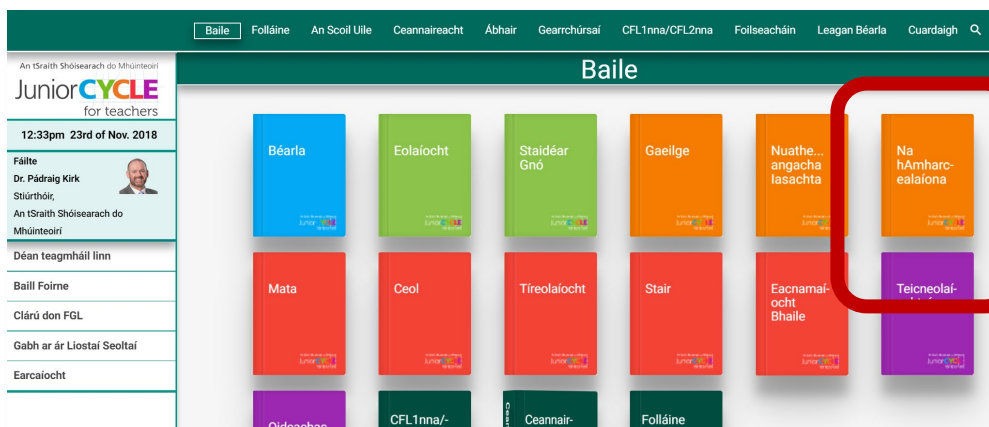 Baile Folláine An Scoil Uile Ceannaireacht Ábhair Gearrchúrsaí CFL1nna/CFL2nna Foilseacháin Leagan Béarla Cuardaigh
An tSraith Shóisearach do Mhúinteoirí
JuniorCYCLE
for teachers
12:33pm 23rd of Nov. 2018
Fáilte
Dr. Pádraig Kirk
Stiúrthóir,
An tSraith Shóisearach do
Mhúinteoirí
Déan teagmháil linn
Baill Foirne
Clárú don FGL
Gabh ar ár Liostaí Seoltaí
Earcaíocht
Baile
Béarla
Eolaíocht
Staidéar
Gnó
Gaeilge
Nuathe...
angacha
Iasachta
Na
hAmharc-
ealaíona
Mata
Ceol
Tíreolaíocht
Stair
Eacnamaí-
ocht
Bhaile
Teicneolaí-
Oideachas
CFL1nna/-
Ceannair-
Folláine